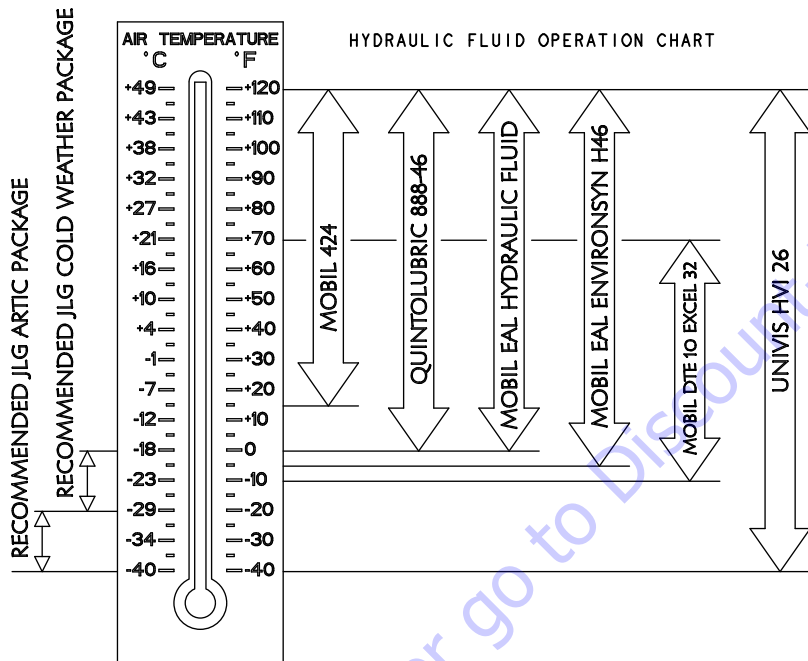 HYDRAULIC FLUID OPERATION CHART
AIR TEMPERATURE
°C °F
+49 +120
+43 +110
+38 +100
+32 +90
+27 +80
+21 +70
+16 +60
+10 +50
+4 +40
-1 +30
-7 +20
-12 +10
-18 0
-23 -10
-29 -20
-34 -30
-40 -40
RECOMMENDED JLG ARTIC PACKAGE
RECOMMENDED JLG COLD WEATHER PACKAGE
MOBIL 424
QUINTOLUBRIC 888-46
MOBIL EAL HYDRAULIC FLUID
MOBIL EAL ENVIRONSYN H46
MOBIL DTE 10 EXCEL 32
UNIVIS HVI 26
go to Discount